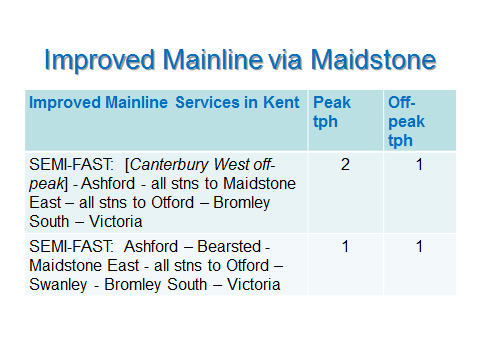 Improved Mainline via Maidstone
Improved Mainline Services in Kent
Peak
tph
Off-
peak
tph
SEMI-FAST:  [Canterbury West off-
peak] - Ashford - all stns to Maidstone
East – all stns to Otford – Bromley
South – Victoria
2
1
SEMI-FAST:  Ashford – Bearsted -
Maidstone East - all stns to Otford –
Swanley - Bromley South – Victoria
1
1